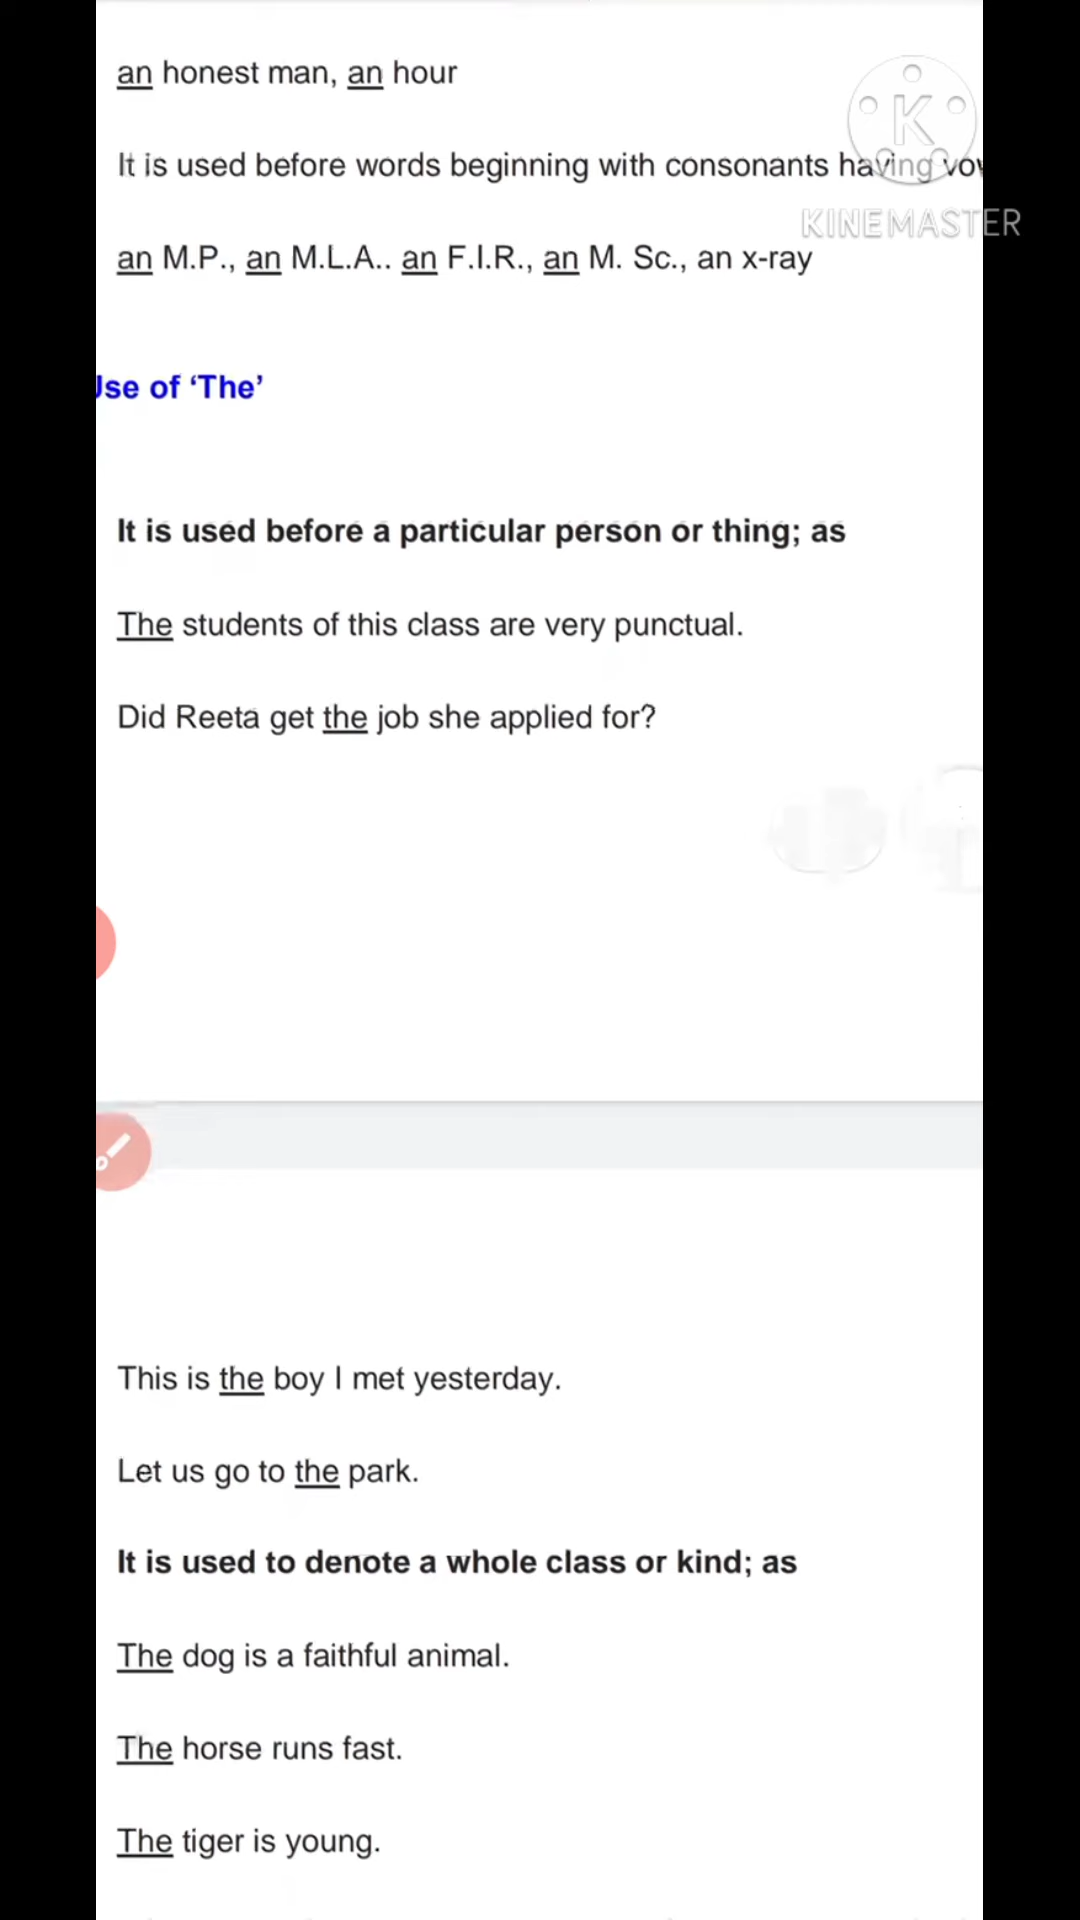 an honest man, an hour
It is used before words beginning with consonants having
K
KINEMASTER
an M.P., an M.L.A.. an F.I.R., an M. Sc., an x-ray
se of ‘The’
It is used before a particular person or thing; as
The students of this class are very punctual.
Did Reeta get the job she applied for?
This is the boy I met yesterday.
Let us go to the park.
It is used to denote a whole class or kind; as
The dog is a faithful animal.
The horse runs fast.
The tiger is young.